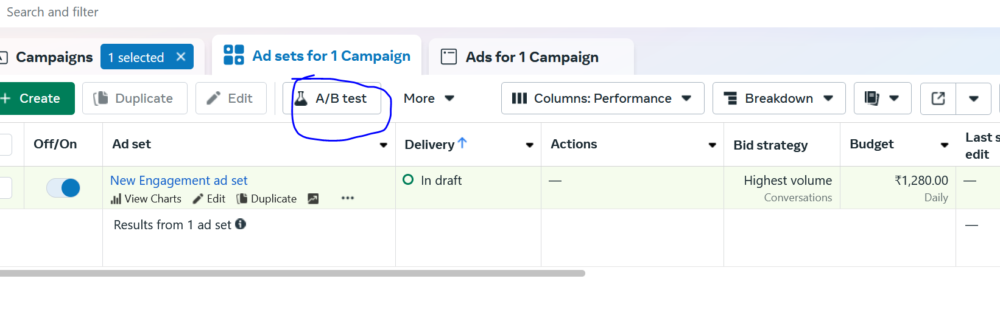 Search and filter
Campaigns 1 selected × Ad sets for 1 Campaign Ads for 1 Campaign
+ Create Duplicate Edit A/B test More Columns: Performance Breakdown
Off/On Ad set Delivery↑ Actions Bid strategy Budget Last s
edit
New Engagement ad set In draft — Highest volume ₹1,280.00 —
View Charts Edit Duplicate ... Conversations Daily
Results from 1 ad set —